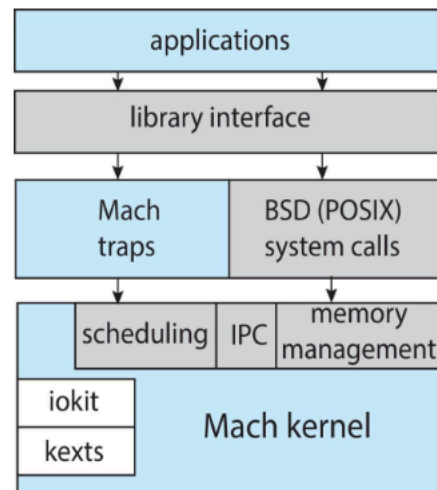 applications
library interface
Mach
traps
BSD (POSIX)
system calls
scheduling
IPC
memory
management
iokit
kexts
Mach kernel